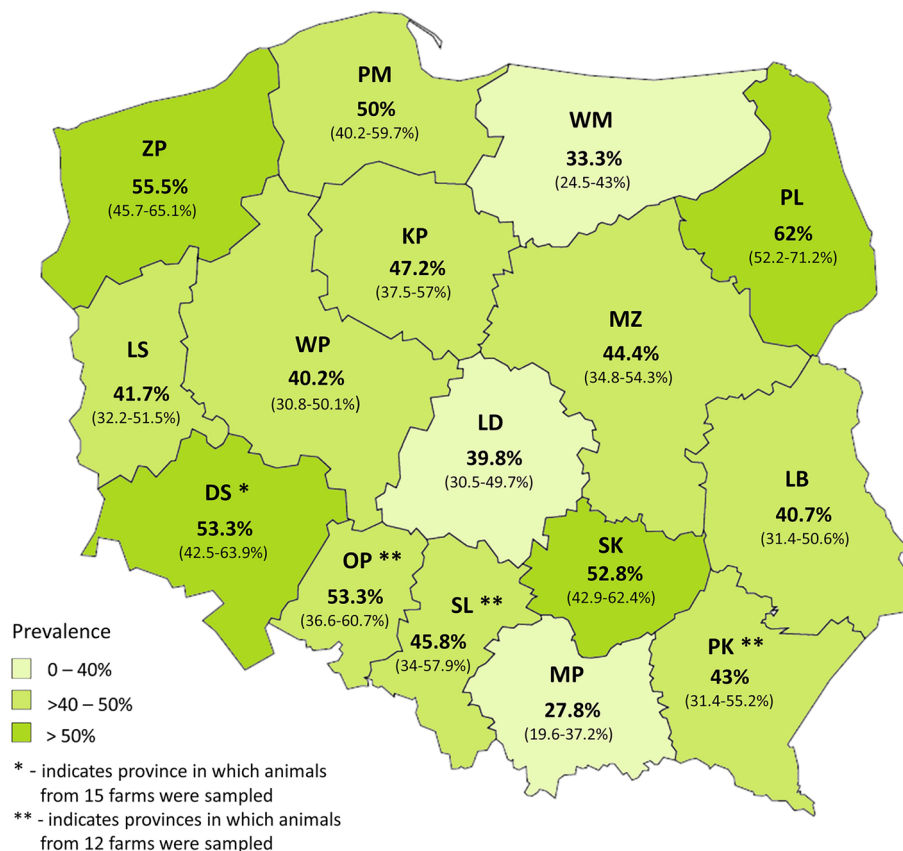 PM
50%
(40.2-59.7%)
WM
33.3%
(24.5-43%)
ZP
55.5%
(45.7-65.1%)
PL
62%
(52.2-71.2%)
KP
47.2%
(37.5-57%)
MZ
44.4%
(34.8-54.3%)
LS
41.7%
(32.2-51.5%)
WP
40.2%
(30.8-50.1%)
LD
39.8%
(30.5-49.7%)
LB
40.7%
(31.4-50.6%)
DS *
53.3%
(42.5-63.9%)
OP **
53.3%
(36.6-60.7%)
SL **
45.8%
(34-57.9%)
SK
52.8%
(42.9-62.4%)
MP
27.8%
(19.6-37.2%)
PK **
43%
(31.4-55.2%)
Prevalence
0 – 40%
>40 – 50%
> 50%
* - indicates province in which animals
from 15 farms were sampled
** - indicates provinces in which animals
from 12 farms were sampled